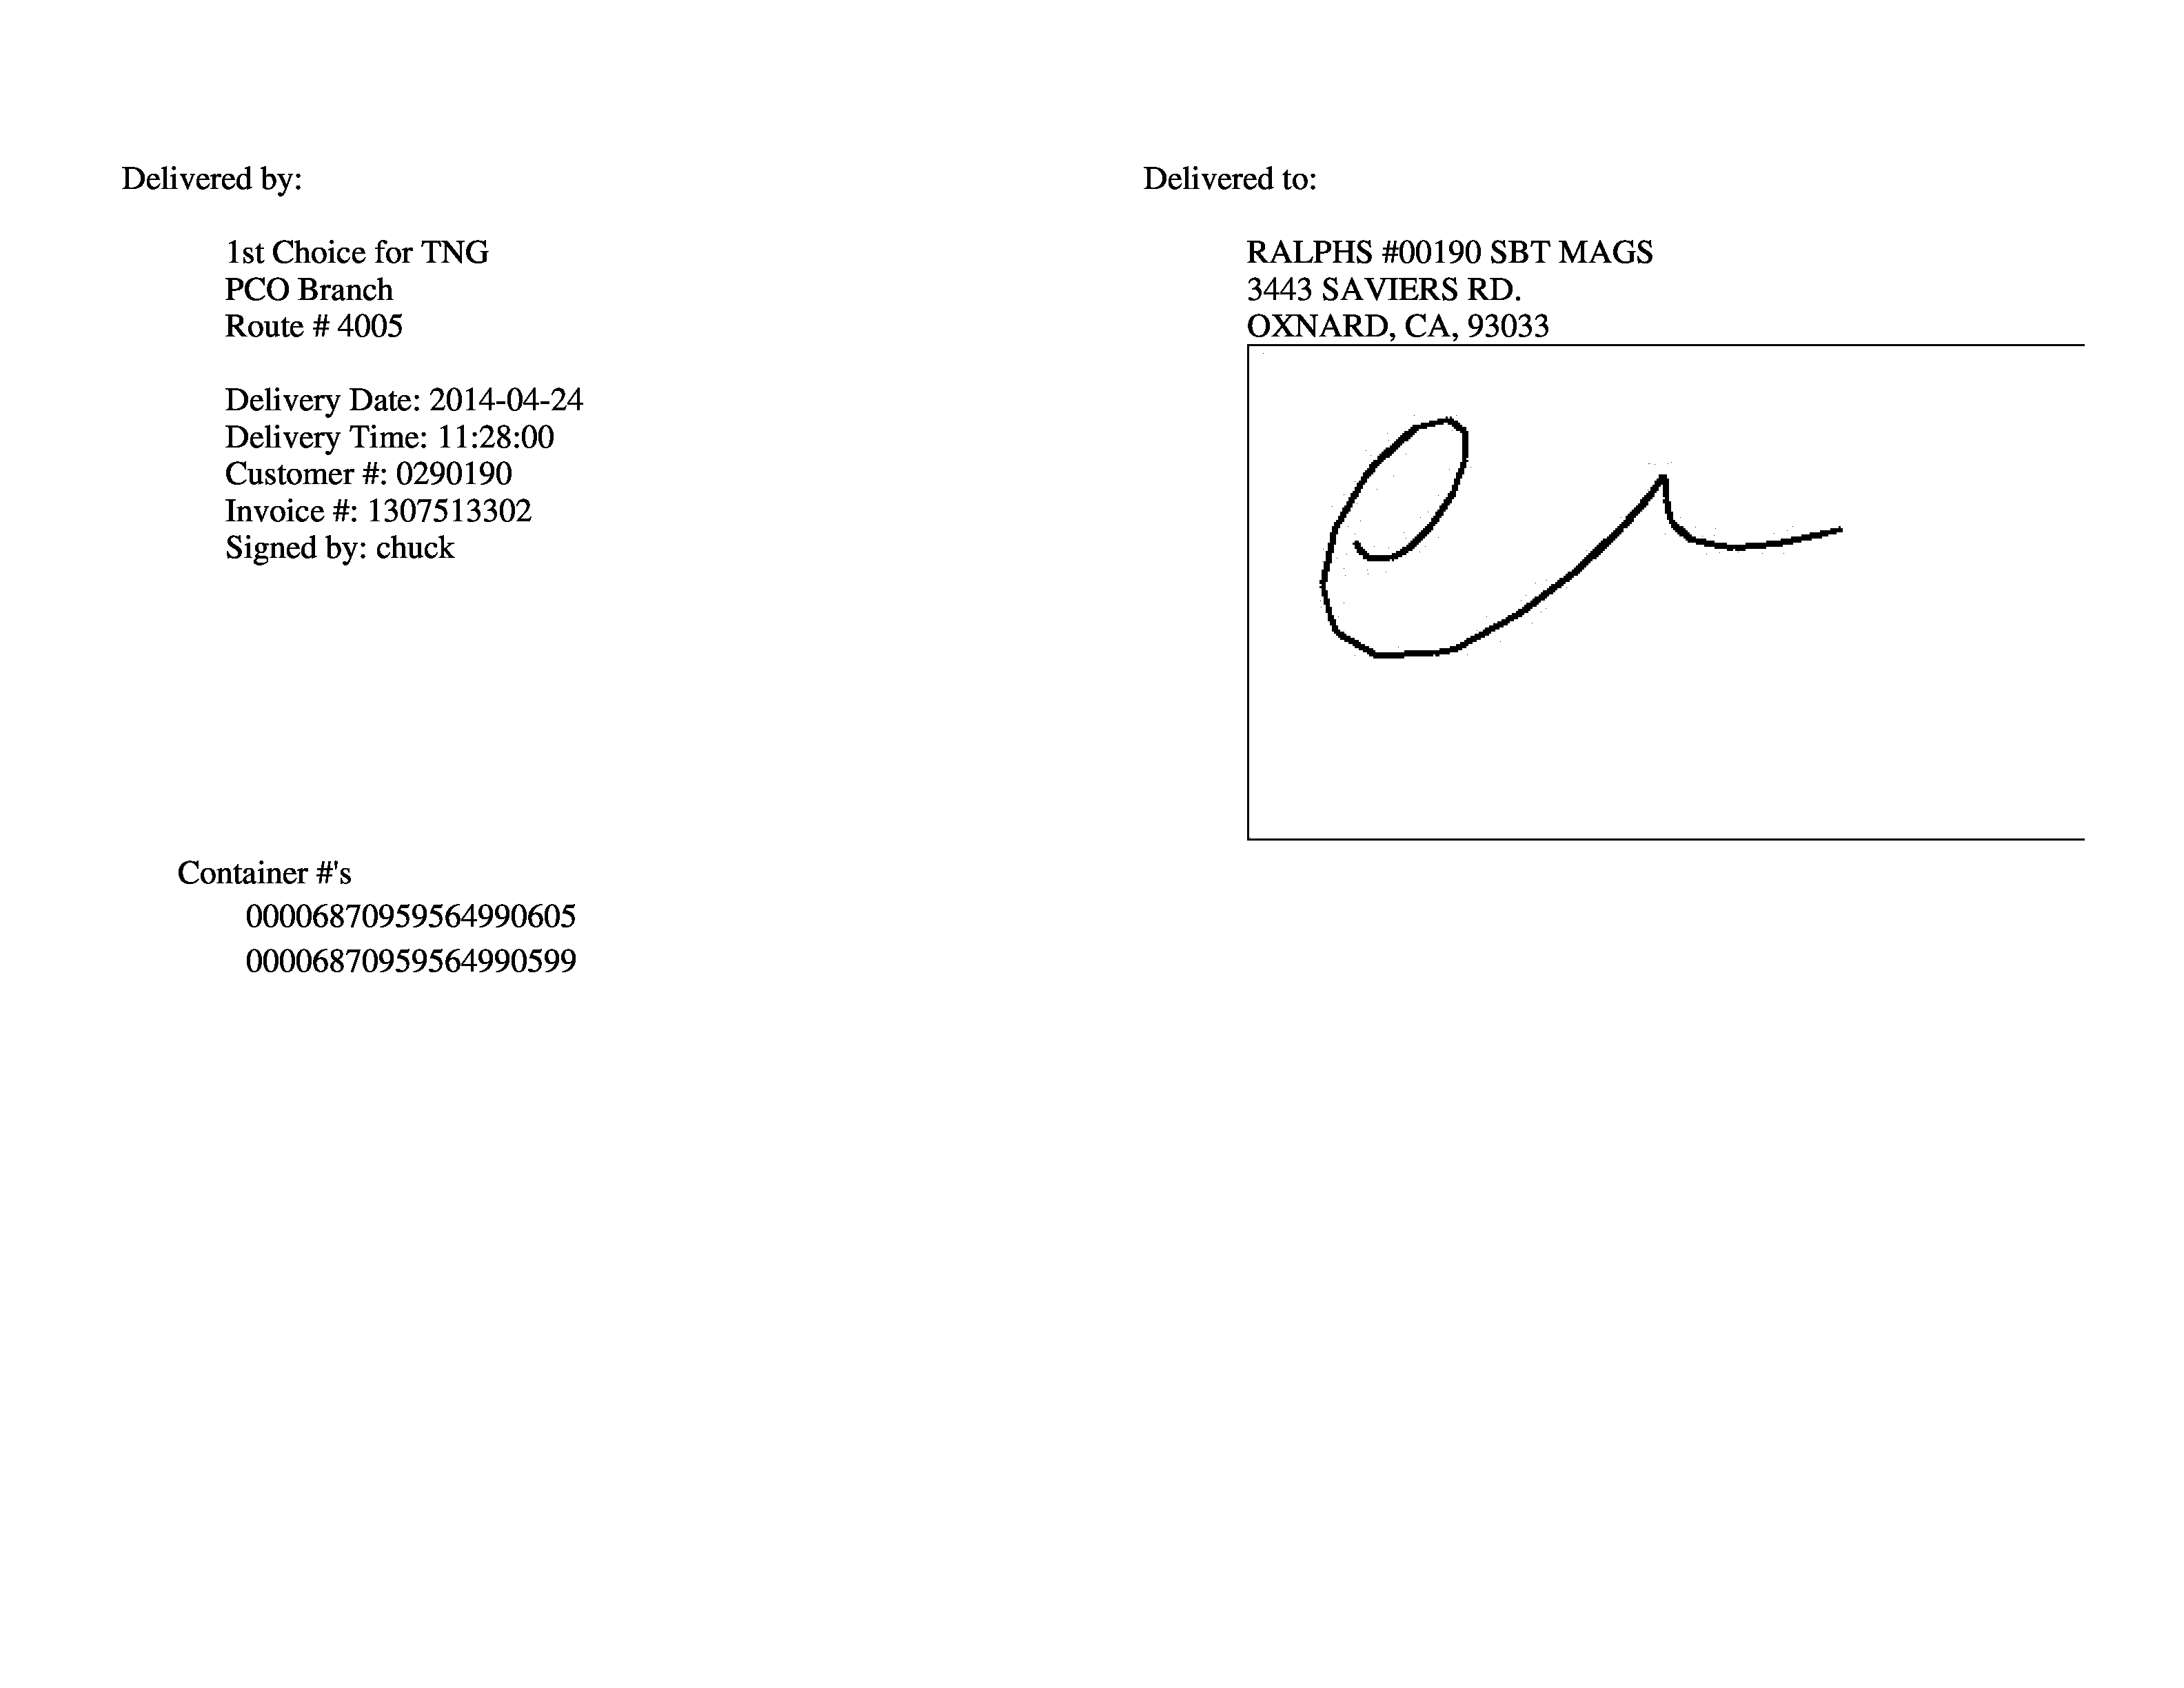 Delivered by:
1st Choice for TNG
PCO Branch
Route # 4005
Delivery Date: 2014-04-24
Delivery Time: 11:28:00
Customer #: 0290190
Invoice #: 1307513302
Signed by: chuck
Delivered to:
RALPHS #00190 SBT MAGS
3443 SAVIERS RD.
OXNARD, CA, 93033
Container #'s
00006870959564990605
00006870959564990599